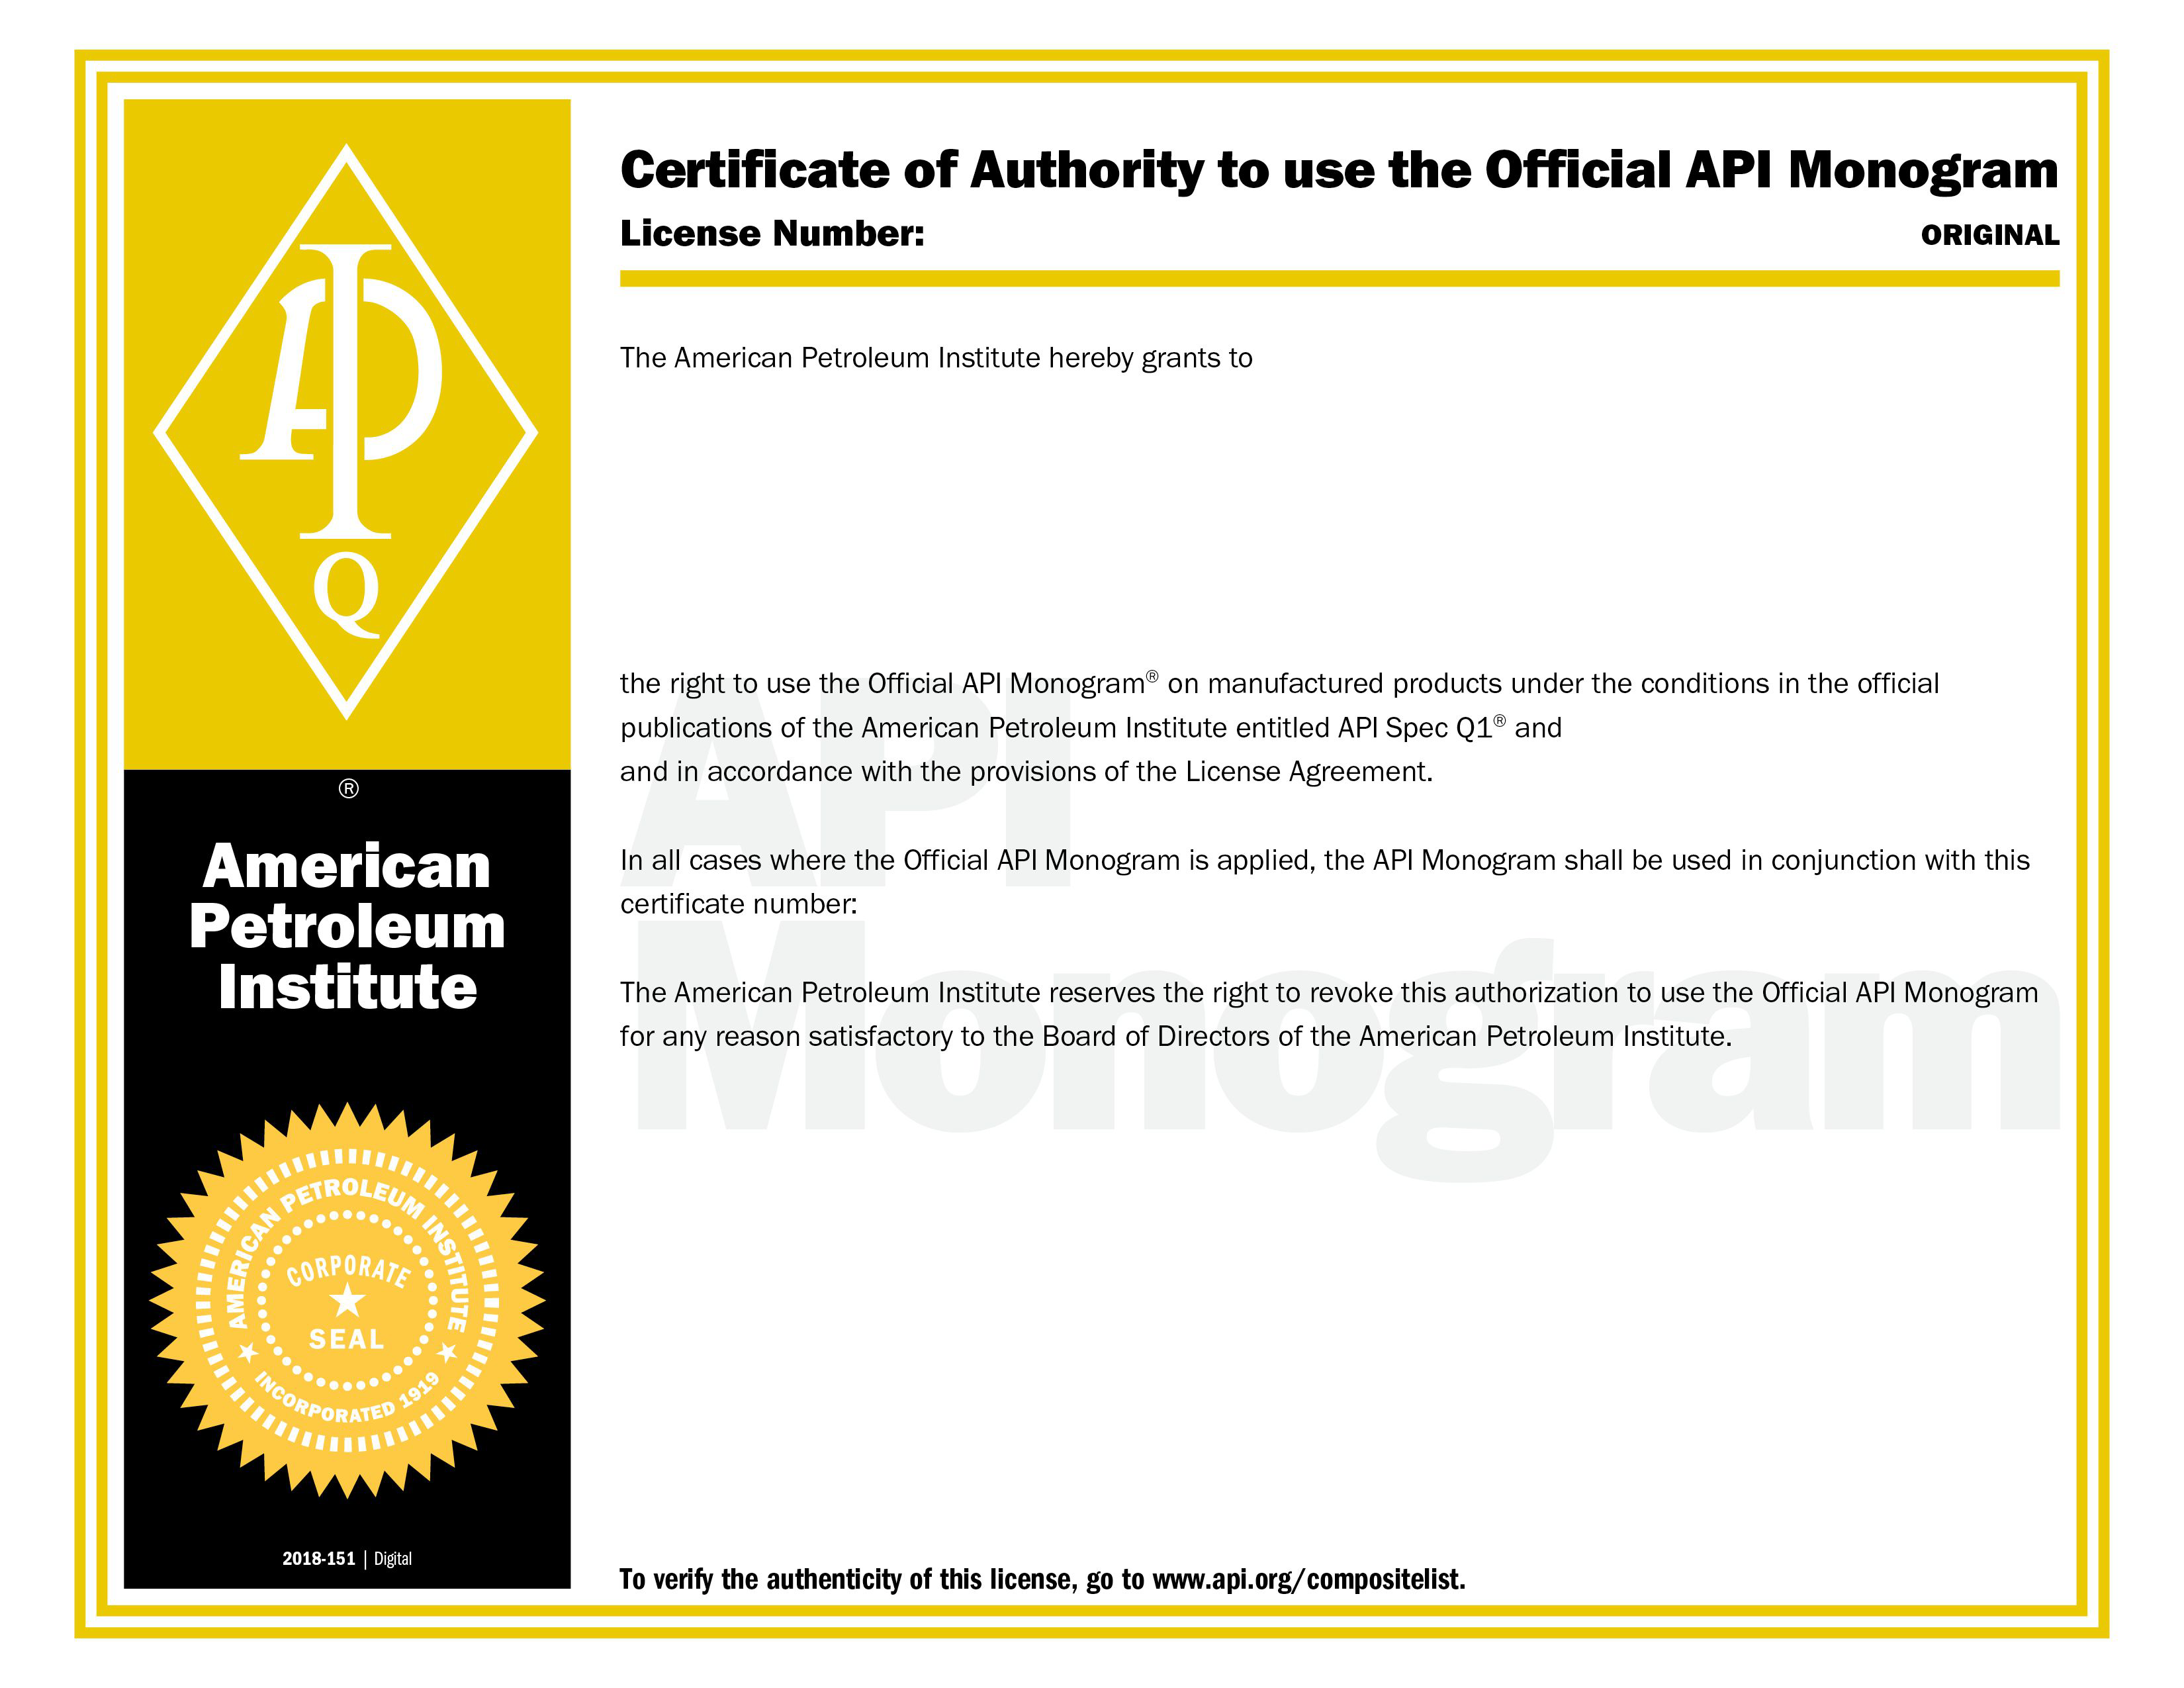 Certificate of Authority to use the Official API Monogram
License Number:
ORIGINAL
The American Petroleum Institute hereby grants to
the right to use the Official API Monogram® on manufactured products under the conditions in the official
publications of the American Petroleum Institute entitled API Spec Q1® and
and in accordance with the provisions of the License Agreement.
In all cases where the Official API Monogram is applied, the API Monogram shall be used in conjunction with this
certificate number:
The American Petroleum Institute reserves the right to revoke this authorization to use the Official API Monogram
for any reason satisfactory to the Board of Directors of the American Petroleum Institute.
To verify the authenticity of this license, go to www.api.org/compositelist.
API
Monogram
API
Q
®
American
Petroleum
Institute
AMERICAN PETROLEUM INSTITUTE
CORPORATE
SEAL
INCORPORATED 1919
2018-151 | Digital